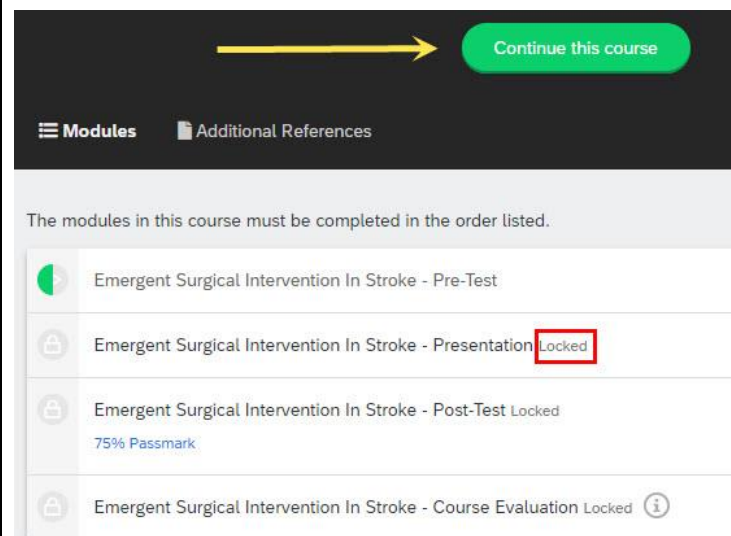 Continue this course
Modules Additional References
The modules in this course must be completed in the order listed.
Emergent Surgical Intervention In Stroke - Pre-Test
Emergent Surgical Intervention In Stroke - Presentation Locked
Emergent Surgical Intervention In Stroke - Post-Test Locked
75% Passmark
Emergent Surgical Intervention In Stroke - Course Evaluation Locked